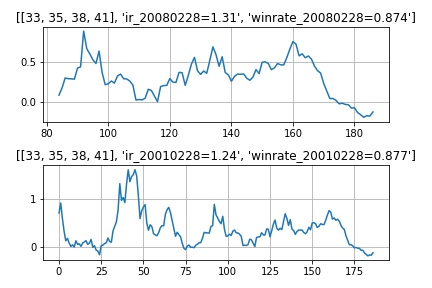 [[33, 35, 38, 41], 'ir_20080228=1.31', 'winrate_20080228=0.874']
0.5
0.0
80 100 120 140 160 180
[[33, 35, 38, 41], 'ir_20010228=1.24', 'winrate_20010228=0.877']
1
0
0 25 50 75 100 125 150 175